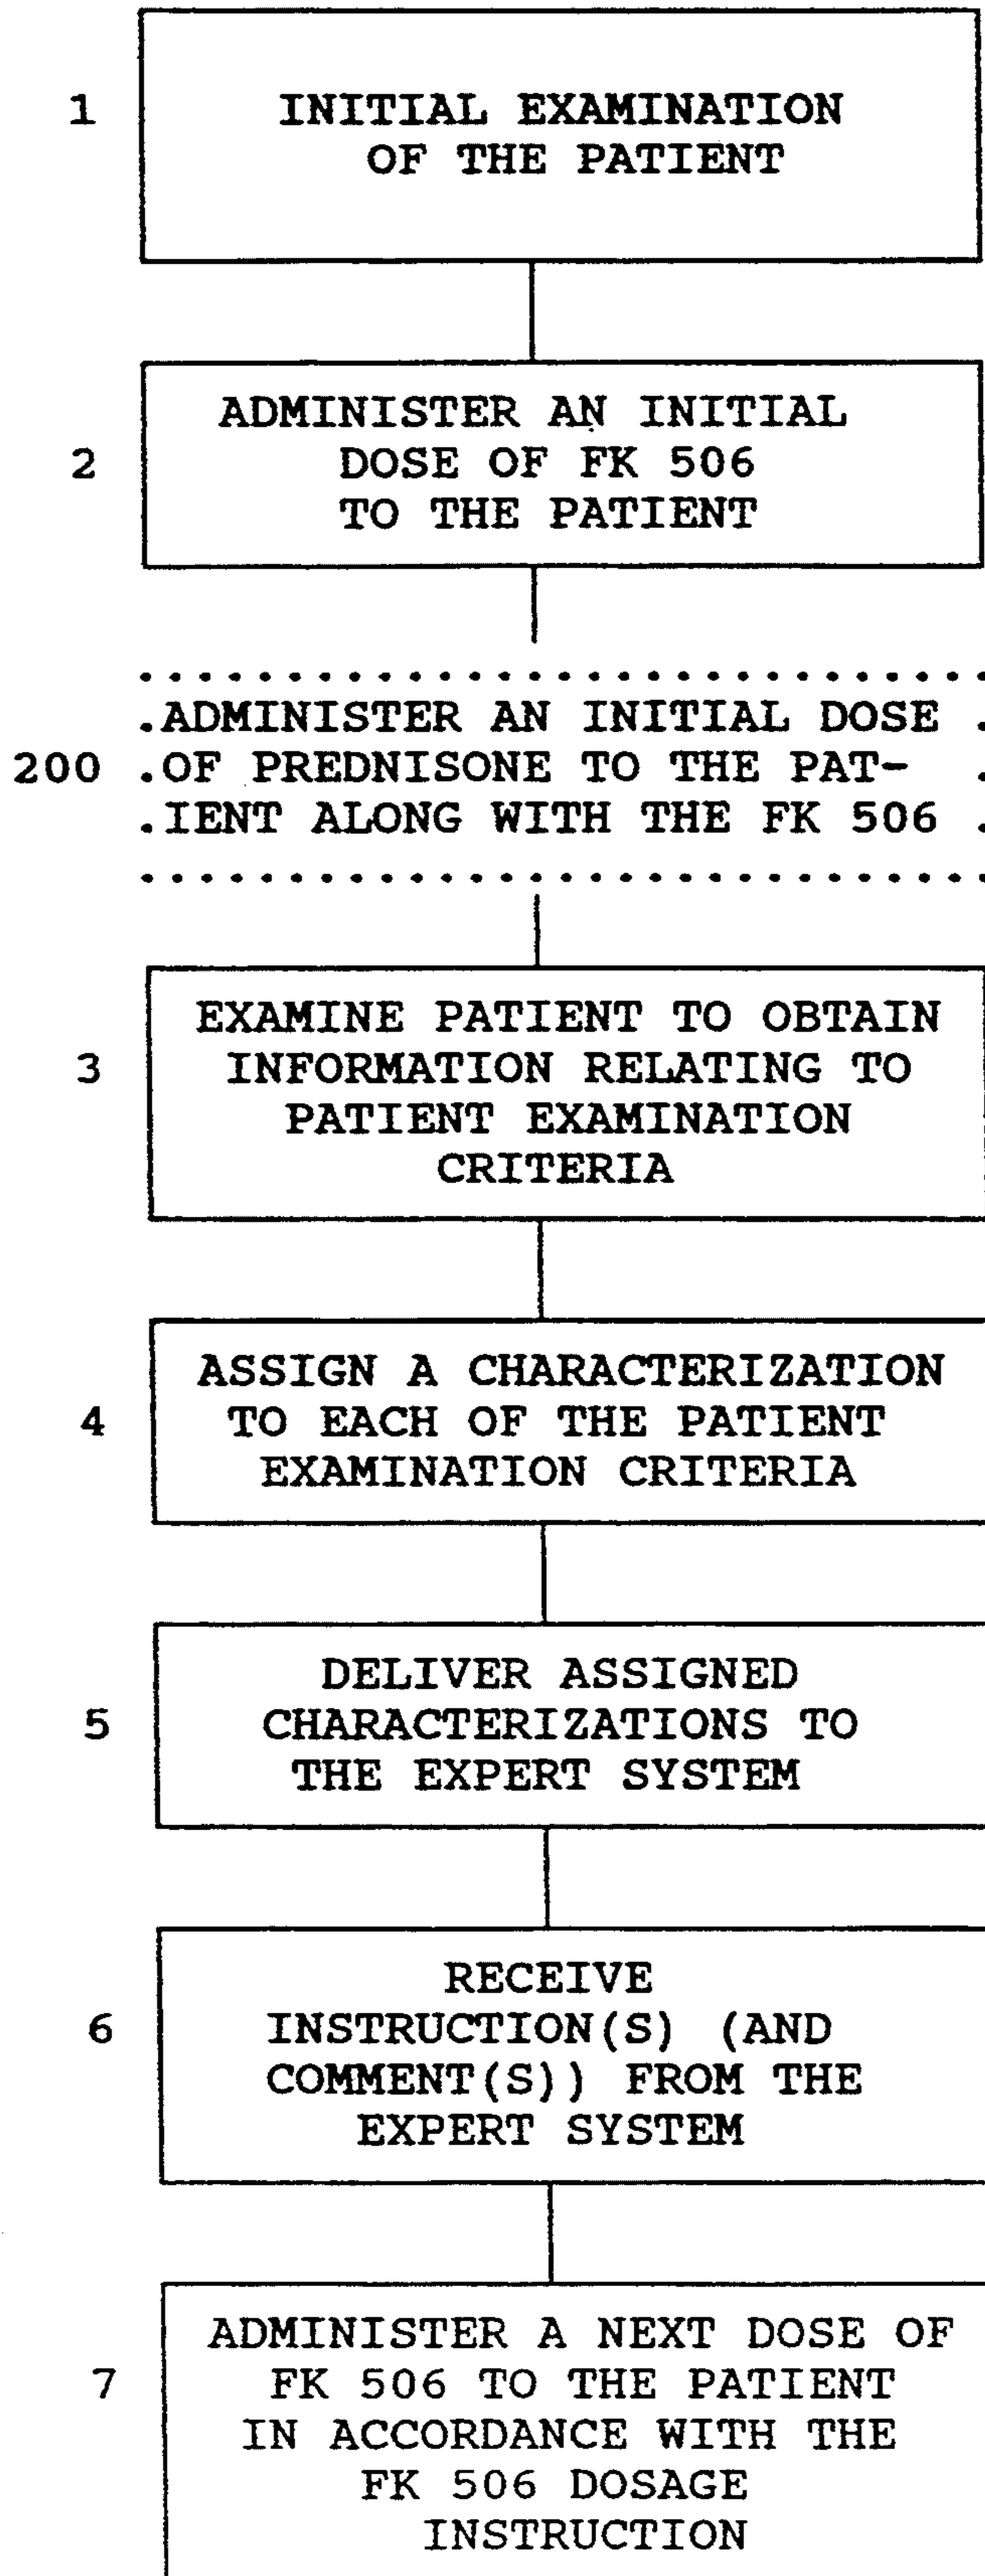 1
INITIAL EXAMINATION
OF THE PATIENT
2
ADMINISTER AN INITIAL
DOSE OF FK 506
TO THE PATIENT
200
ADMINISTER AN INITIAL DOSE
OF PREDNISONE TO THE PAT-
IENT ALONG WITH THE FK 506
3
EXAMINE PATIENT TO OBTAIN
INFORMATION RELATING TO
PATIENT EXAMINATION
CRITERIA
4
ASSIGN A CHARACTERIZATION
TO EACH OF THE PATIENT
EXAMINATION CRITERIA
5
DELIVER ASSIGNED
CHARACTERIZATIONS TO
THE EXPERT SYSTEM
6
RECEIVE
INSTRUCTION(S) (AND
COMMENT(S)) FROM THE
EXPERT SYSTEM
7
ADMINISTER A NEXT DOSE OF
FK 506 TO THE PATIENT
IN ACCORDANCE WITH THE
FK 506 DOSAGE
INSTRUCTION